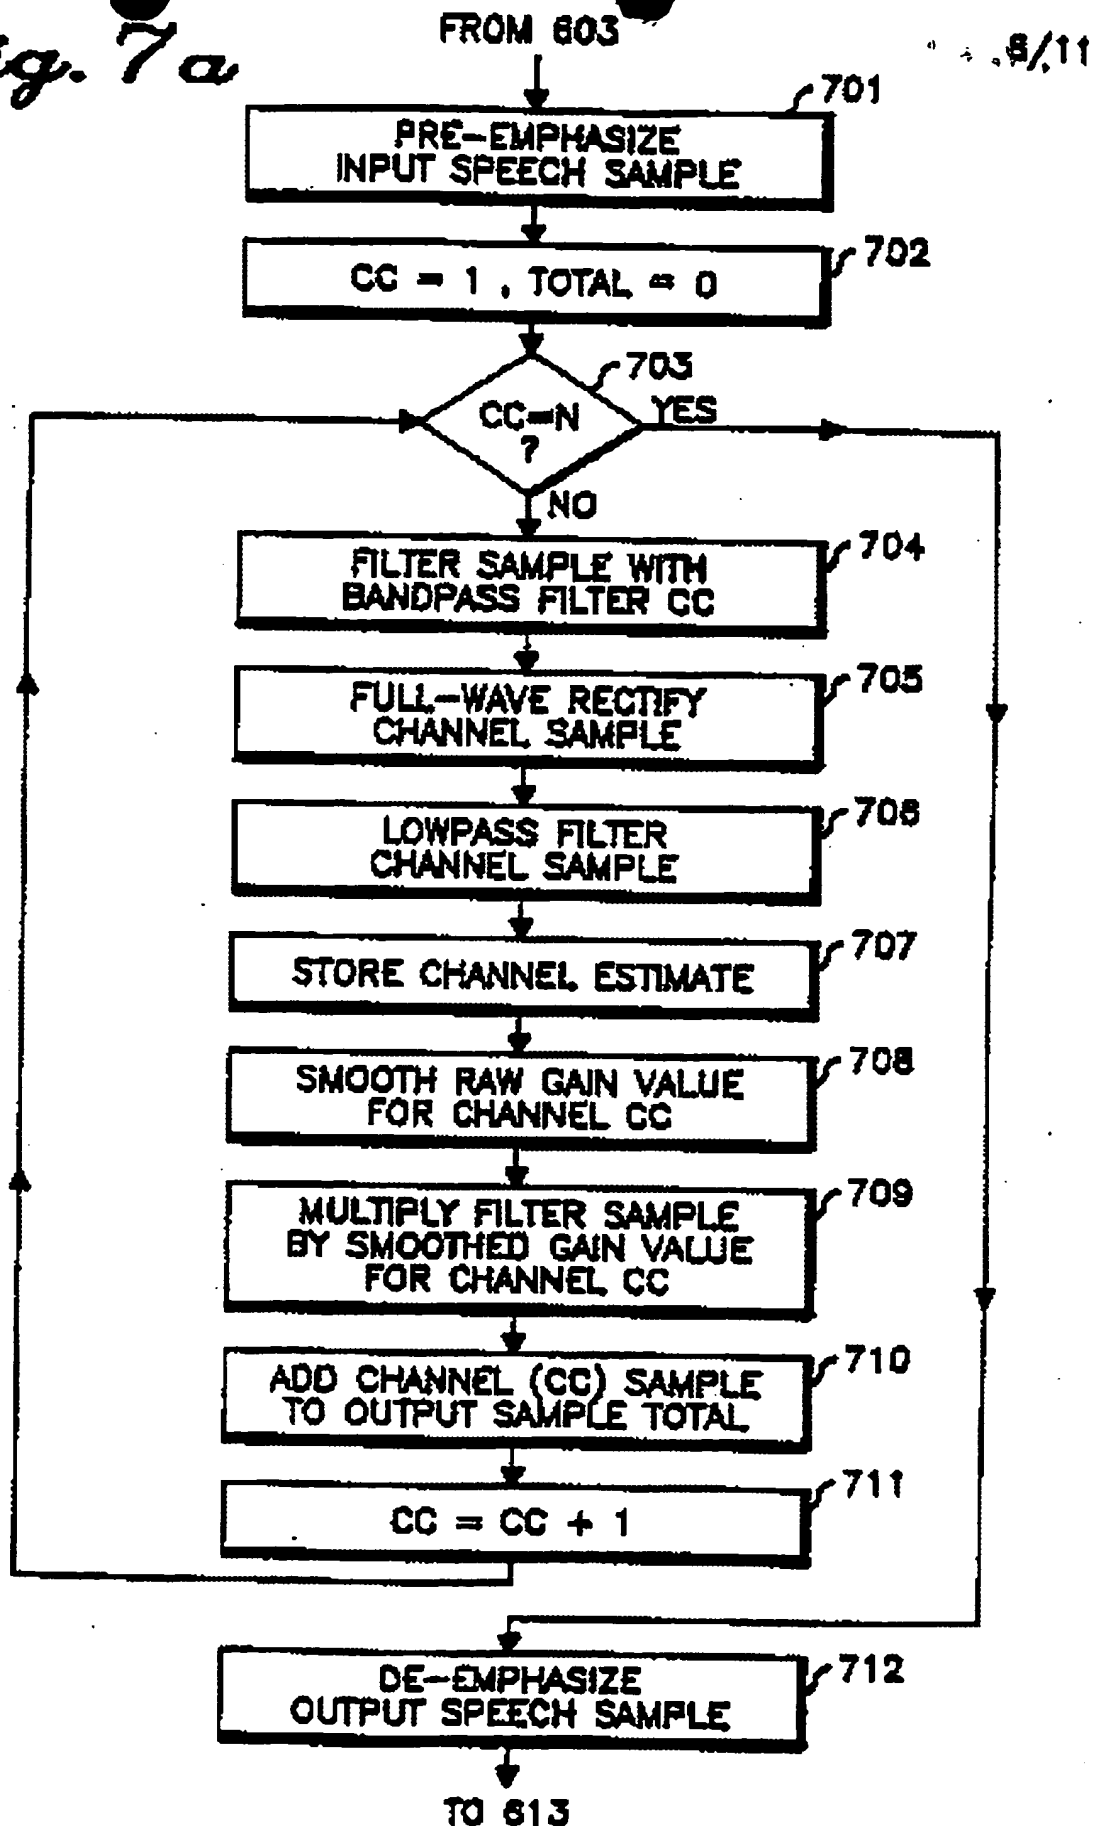 Fig. 7a
FROM 603
6/11
701
PRE-EMPHASIZE
INPUT SPEECH SAMPLE
702
CC = 1 , TOTAL = 0
703
CC=N
?
YES
NO
704
FILTER SAMPLE WITH
BANDPASS FILTER CC
705
FULL-WAVE RECTIFY
CHANNEL SAMPLE
706
LOWPASS FILTER
CHANNEL SAMPLE
707
STORE CHANNEL ESTIMATE
708
SMOOTH RAW GAIN VALUE
FOR CHANNEL CC
709
MULTIPLY FILTER SAMPLE
BY SMOOTHED GAIN VALUE
FOR CHANNEL CC
710
ADD CHANNEL (CC) SAMPLE
TO OUTPUT SAMPLE TOTAL
711
CC = CC + 1
712
DE-EMPHASIZE
OUTPUT SPEECH SAMPLE
TO 613